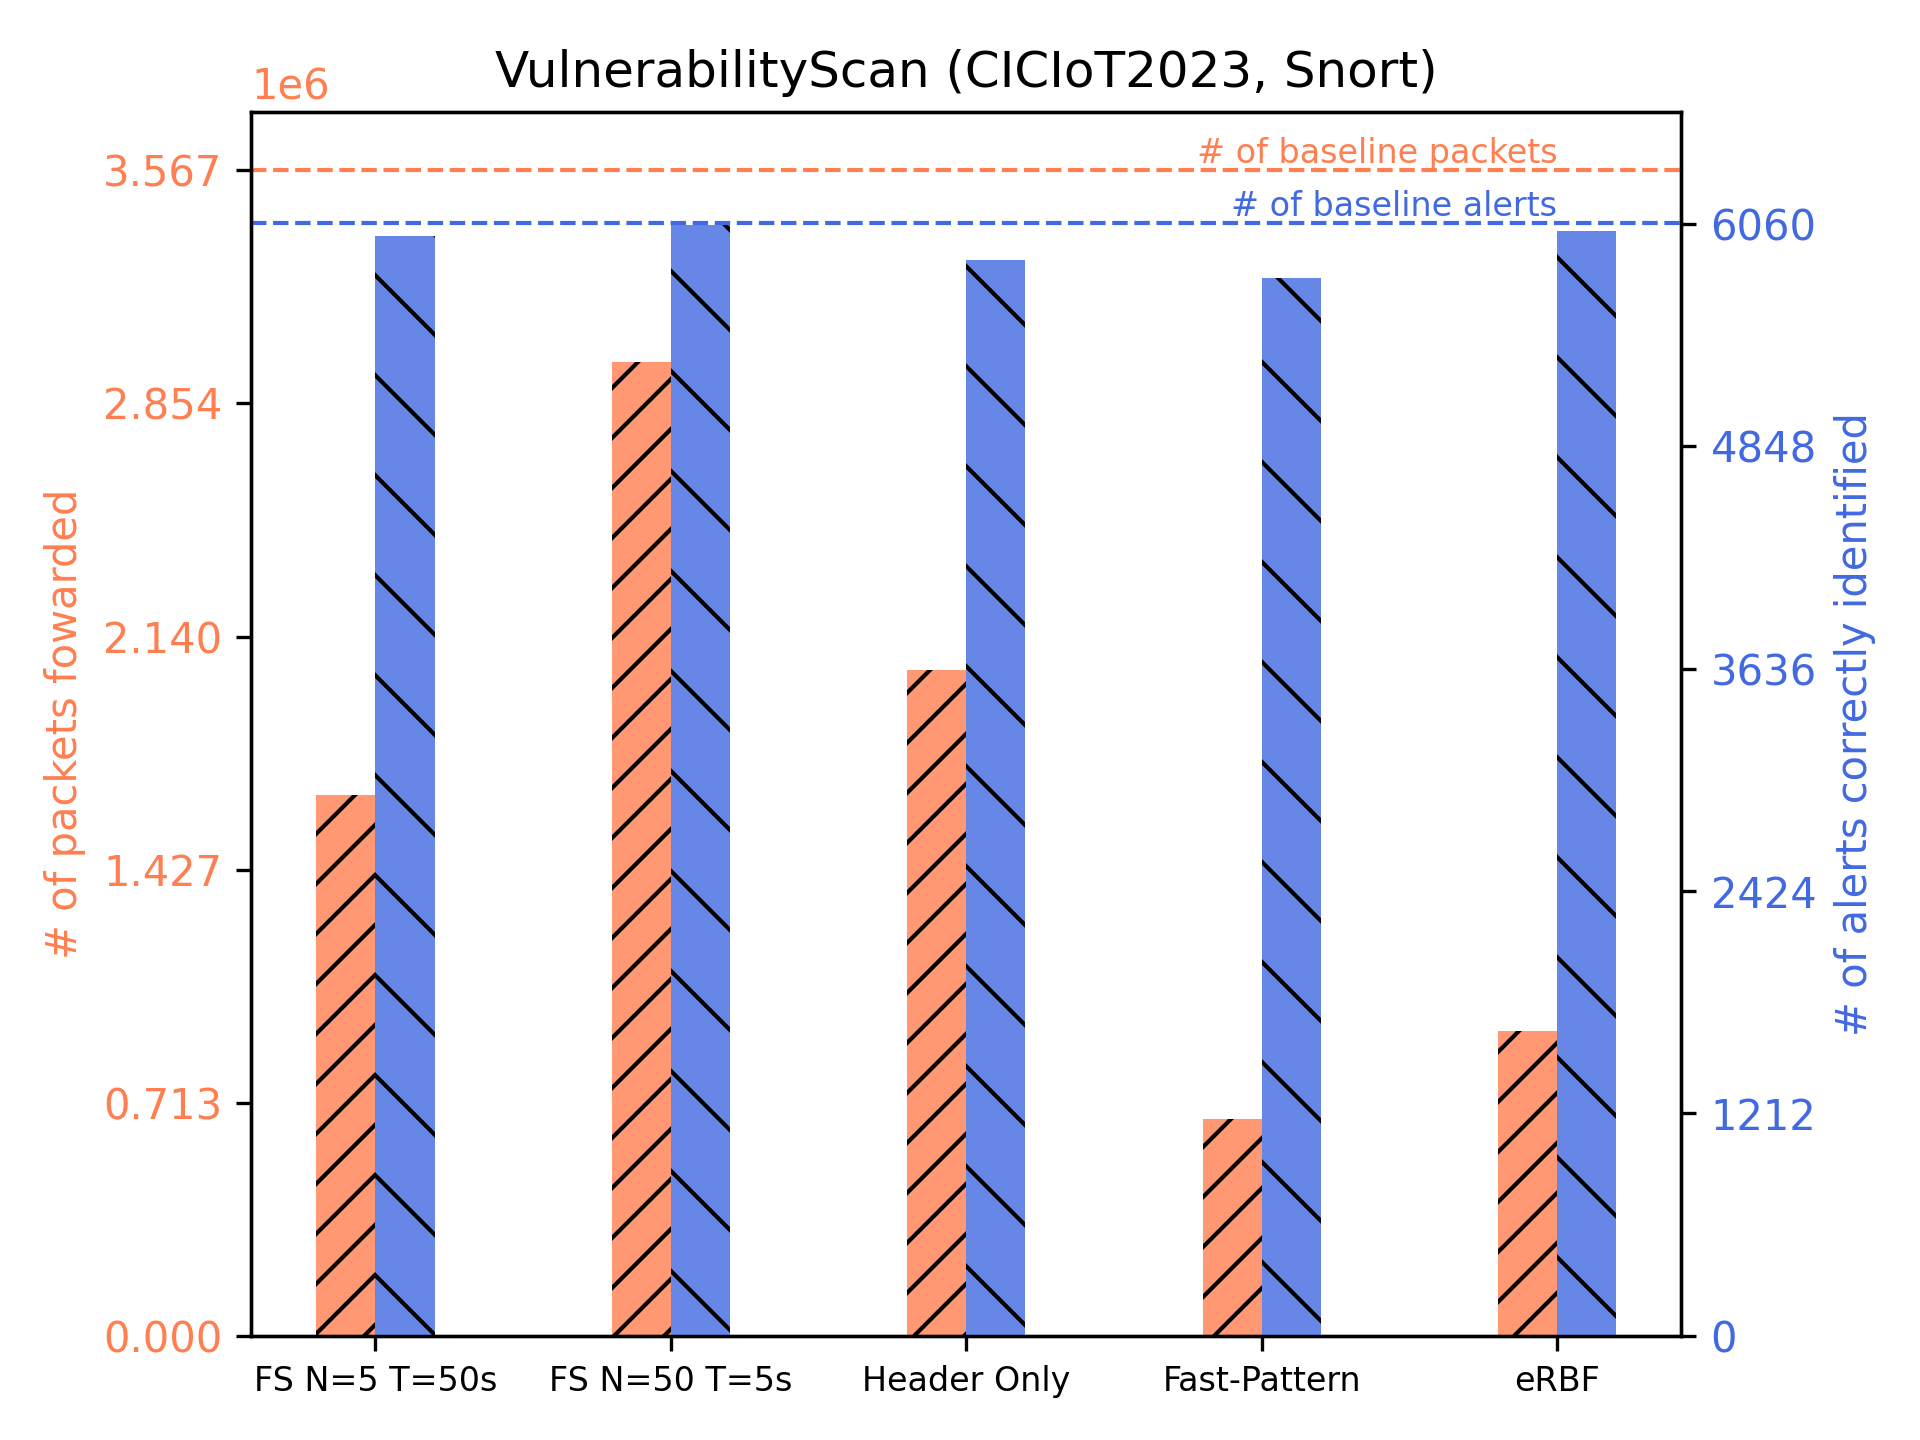 VulnerabilityScan (CICIoT2023, Snort)
1e6
# of baseline packets
# of baseline alerts
3.567
2.854
2.140
1.427
0.713
0.000
# of packets fowarded
6060
4848
3636
2424
1212
0
# of alerts correctly identified
FS N=5 T=50s
FS N=50 T=5s
Header Only
Fast-Pattern
eRBF